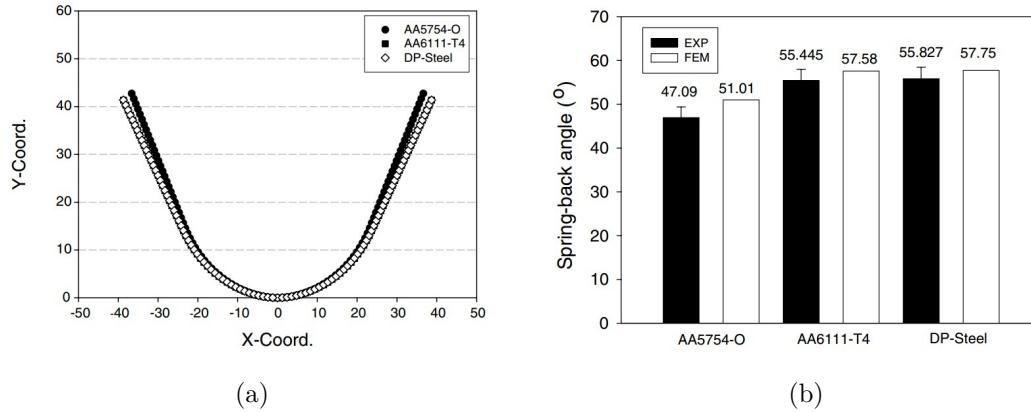 60
50
40
30
20
10
0
-50 -40 -30 -20 -10 0 10 20 30 40 50
Y-Coord.
X-Coord.
AA5754-O
AA6111-T4
DP-Steel
(a)
70
60
50
40
30
20
10
0
Spring-back angle (°)
EXP
FEM
47.09
51.01
55.445
57.58
55.827
57.75
AA5754-O AA6111-T4 DP-Steel
(b)